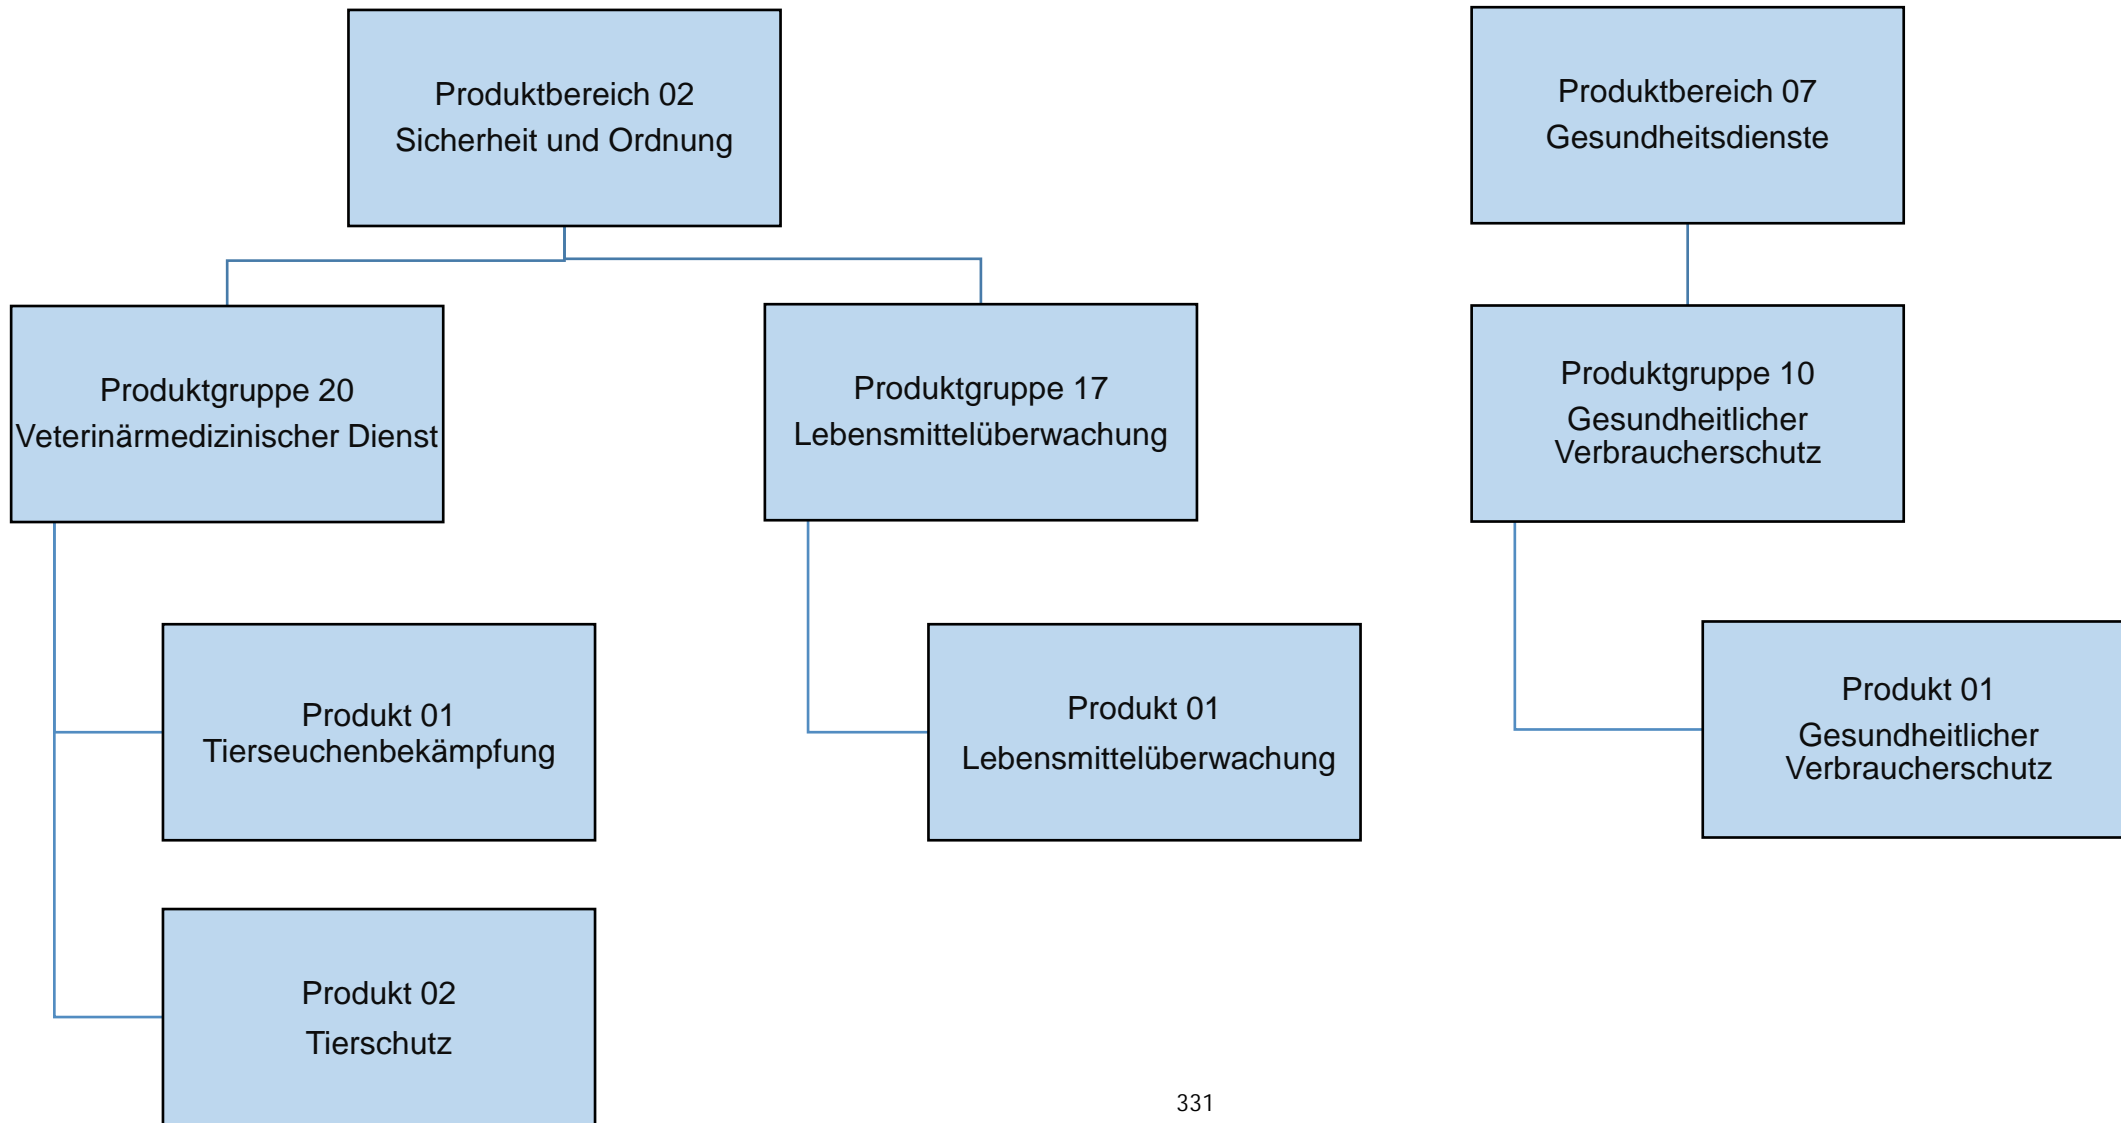 Produktbereich 02
Sicherheit und Ordnung
Produktbereich 07
Gesundheitsdienste
Produktgruppe 20
Veterinärmedizinischer Dienst
Produktgruppe 17
Lebensmittelüberwachung
Produktgruppe 10
Gesundheitlicher
Verbraucherschutz
Produkt 01
Tierseuchenbekämpfung
Produkt 01
Lebensmittelüberwachung
Produkt 01
Gesundheitlicher
Verbraucherschutz
Produkt 02
Tierschutz
331